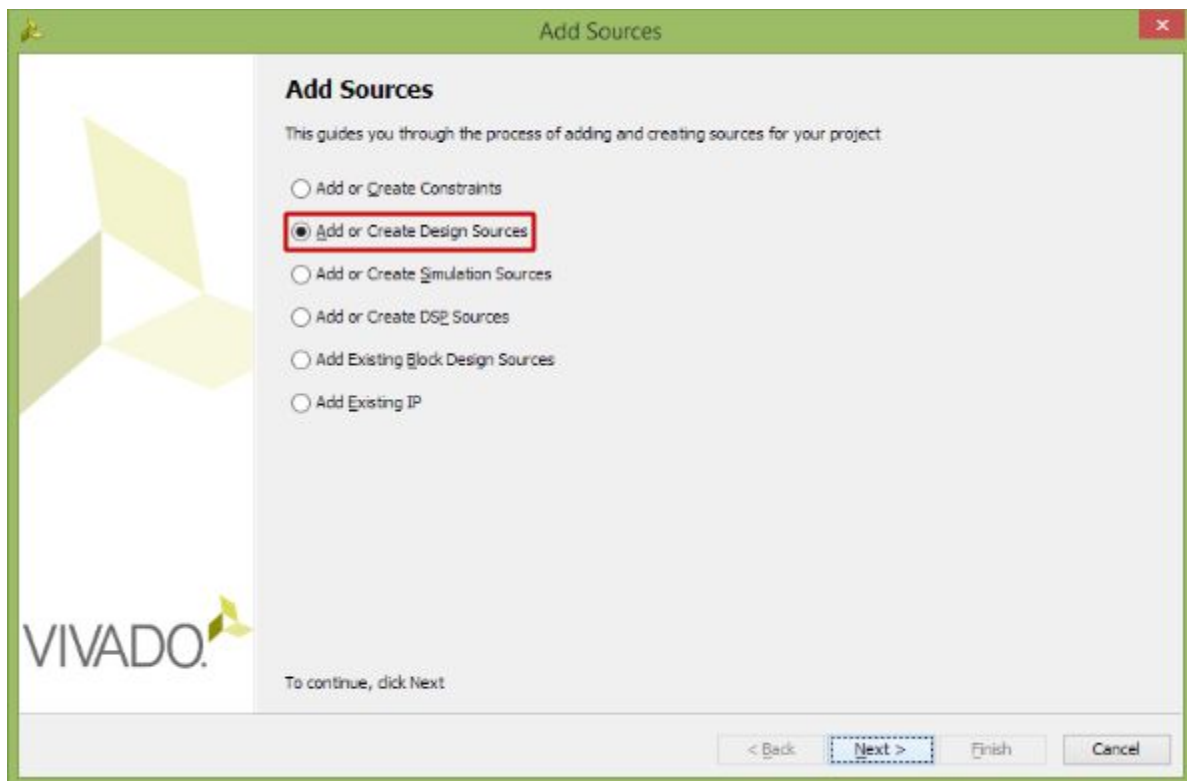 Add Sources
Add Sources
This guides you through the process of adding and creating sources for your project
Add or Create Constraints
Add or Create Design Sources
Add or Create Simulation Sources
Add or Create DSP Sources
Add Existing Block Design Sources
Add Existing IP
VIVADO.
To continue, click Next
< Back Next > Finish Cancel